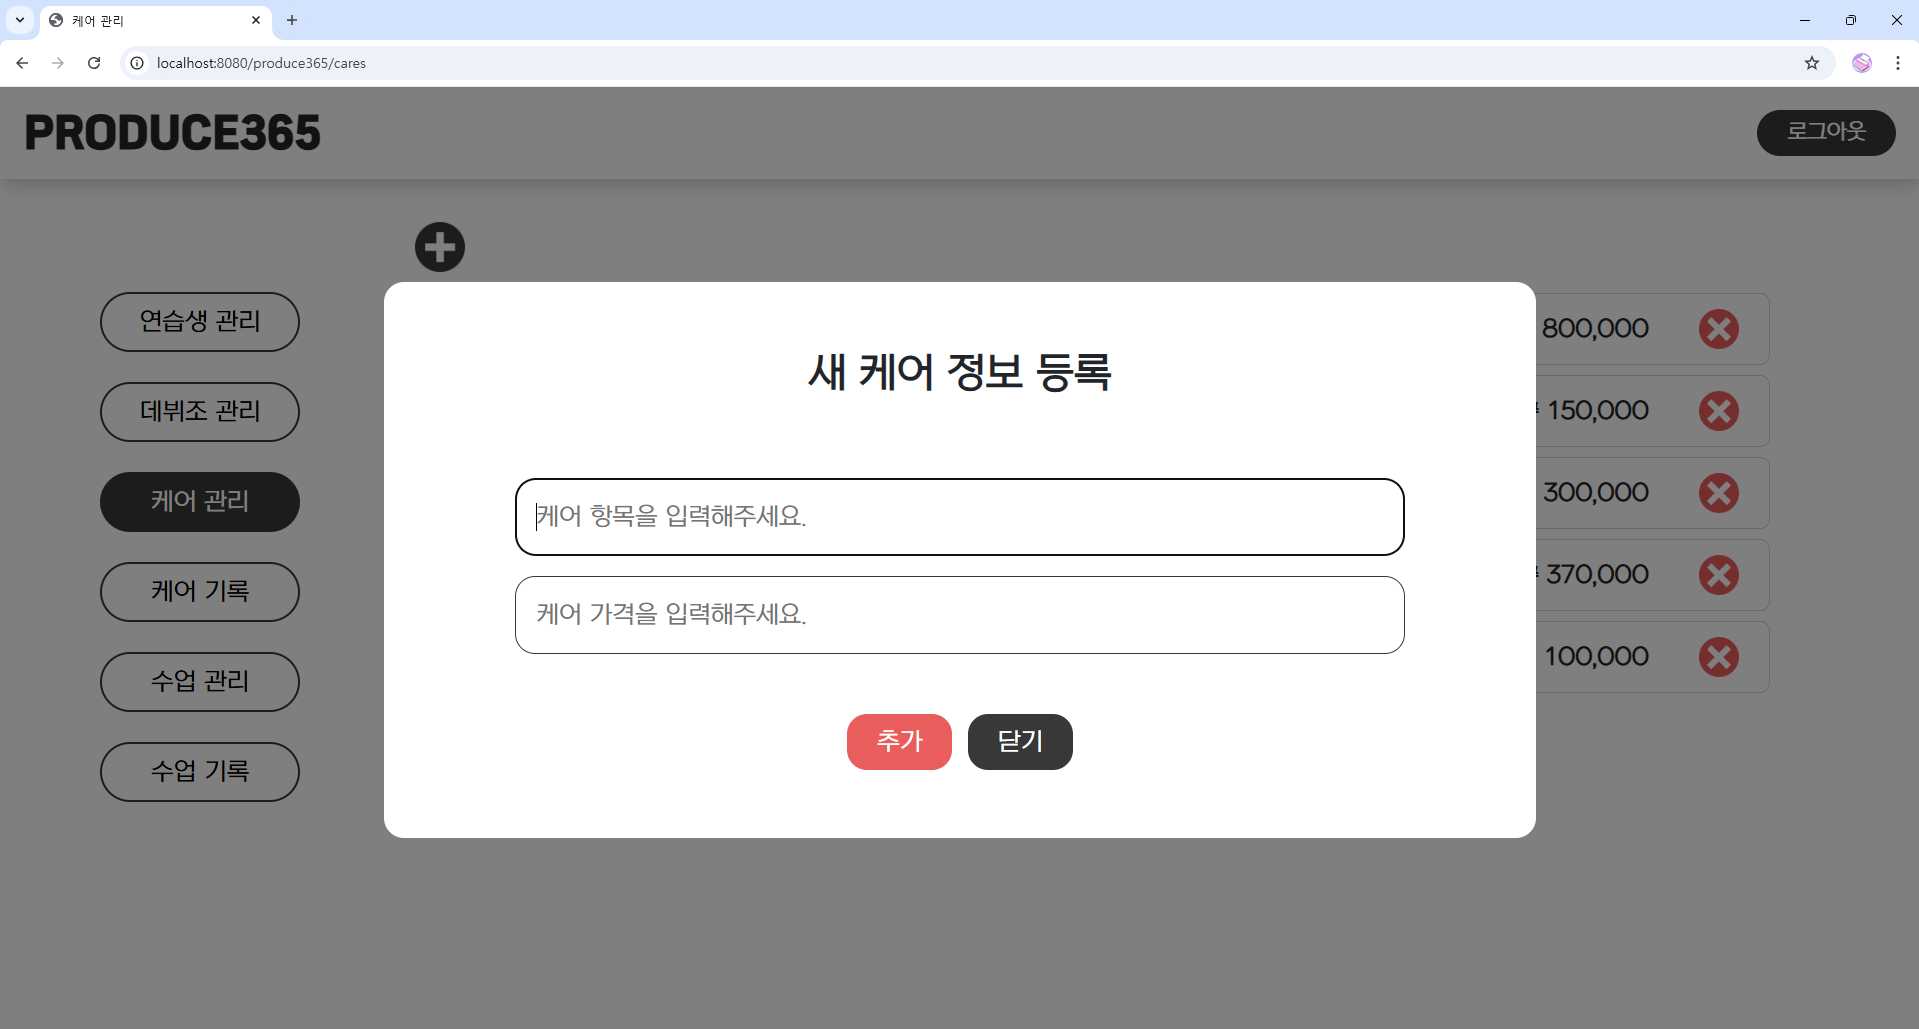 케어 관리
localhost:8080/produce365/cares
PRODUCE365
로그아웃
연습생 관리
데뷔조 관리
케어 관리
케어 기록
수업 관리
수업 기록
새 케어 정보 등록
케어 항목을 입력해주세요.
케어 가격을 입력해주세요.
추가 닫기
800,000
150,000
300,000
370,000
100,000